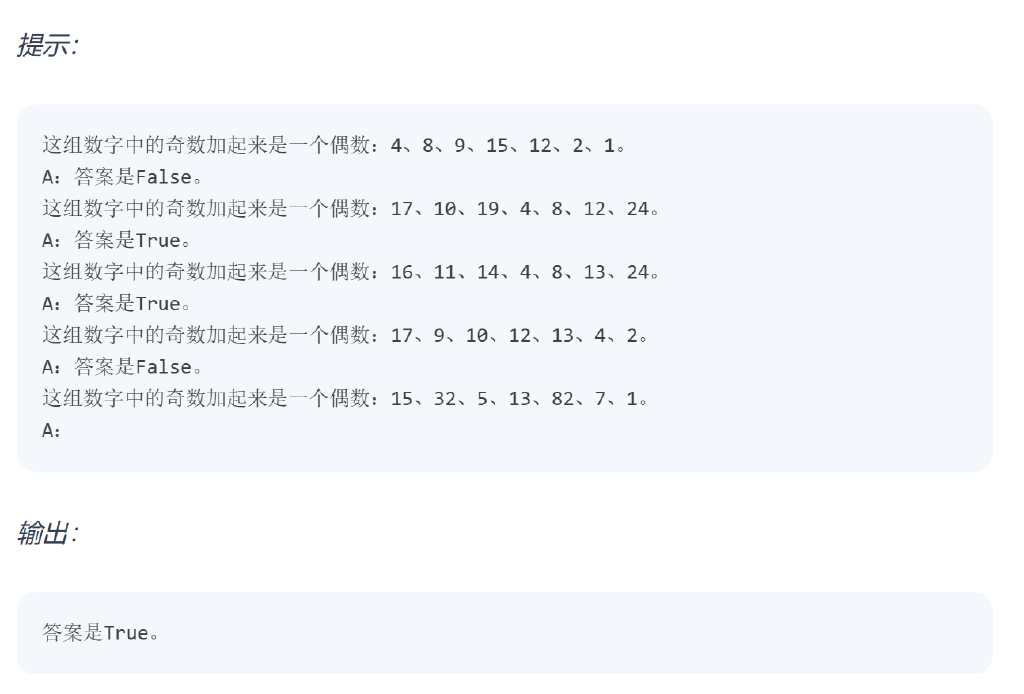 提示：
这组数字中的奇数加起来是一个偶数：4、8、9、15、12、2、1。
A：答案是False。
这组数字中的奇数加起来是一个偶数：17、10、19、4、8、12、24。
A：答案是True。
这组数字中的奇数加起来是一个偶数：16、11、14、4、8、13、24。
A：答案是True。
这组数字中的奇数加起来是一个偶数：17、9、10、12、13、4、2。
A：答案是False。
这组数字中的奇数加起来是一个偶数：15、32、5、13、82、7、1。
A：
输出：
答案是True。